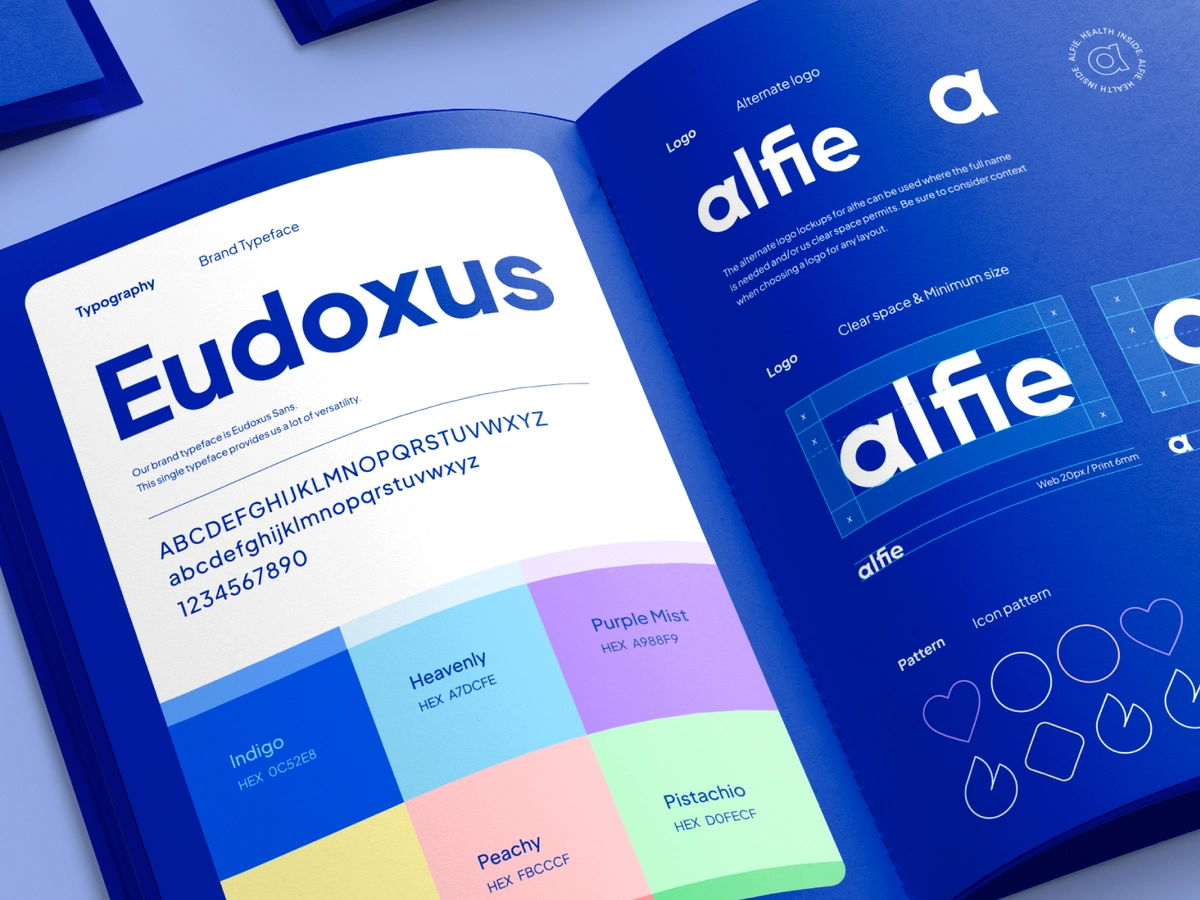 Typography
Brand Typeface
Eudoxus
Our brand typeface is Eudoxus Sans.
This single typeface provides us a lot of versatility.
ABCDEFGHIJKLMNOPQRSTUVWXYZ
abcdefghijklmnopqrstuvwxyz
1234567890
Indigo
HEX 0C52E8
Heavenly
HEX A7DCFE
Purple Mist
HEX A988F9
Peachy
HEX FBCCCF
Pistachio
HEX D0FECF
Logo
Alternate logo
alfie
a
ALFIE. HEALTH INSIDE. ALFIE. HEALTH INSIDE.
a
The alternate logo lockups for alfie can be used where the full name
is needed and/or us clear space permits. Be sure to consider context
when choosing a logo for any layout.
Logo
Clear space & Minimum size
x
x
x
x
x
alfie
x
x
x
a
Web 20px / Print 6mm
alfie
a
Pattern
Icon pattern